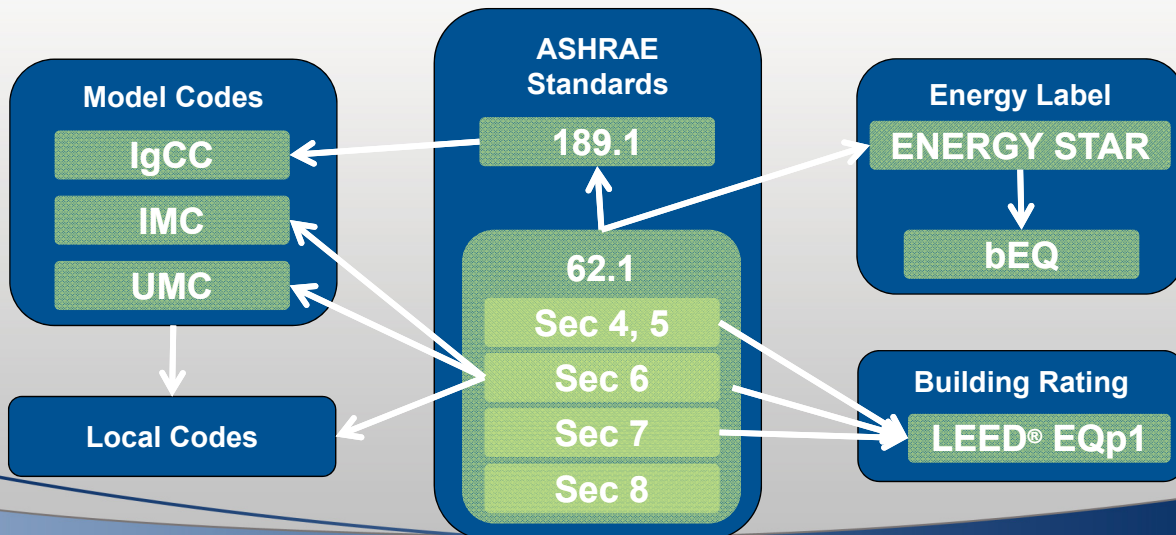 Model Codes
IgCC
IMC
UMC
Local Codes
ASHRAE
Standards
189.1
62.1
Sec 4, 5
Sec 6
Sec 7
Sec 8
Energy Label
ENERGY STAR
bEQ
Building Rating
LEED® EQp1